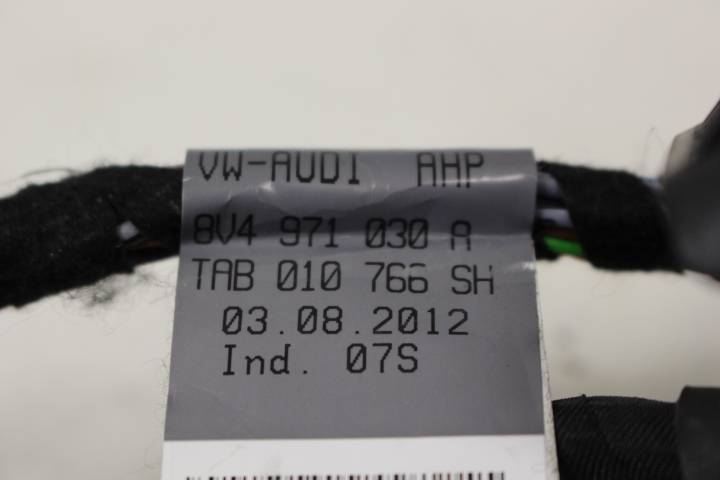 VW-AUDI AHP
8V4 971 030 A
TAB 010 766 SH
03.08.2012
Ind. 07S